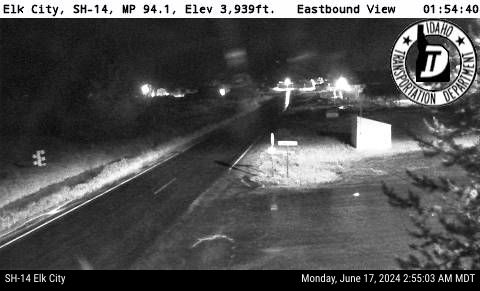 Elk City, SH-14, MP 94.1, Elev 3,939ft. Eastbound View 01:54:40
IDAHO
TRANSPORTATION DEPARTMENT
SH-14 Elk City Monday, June 17, 2024 2:55:03 AM MDT